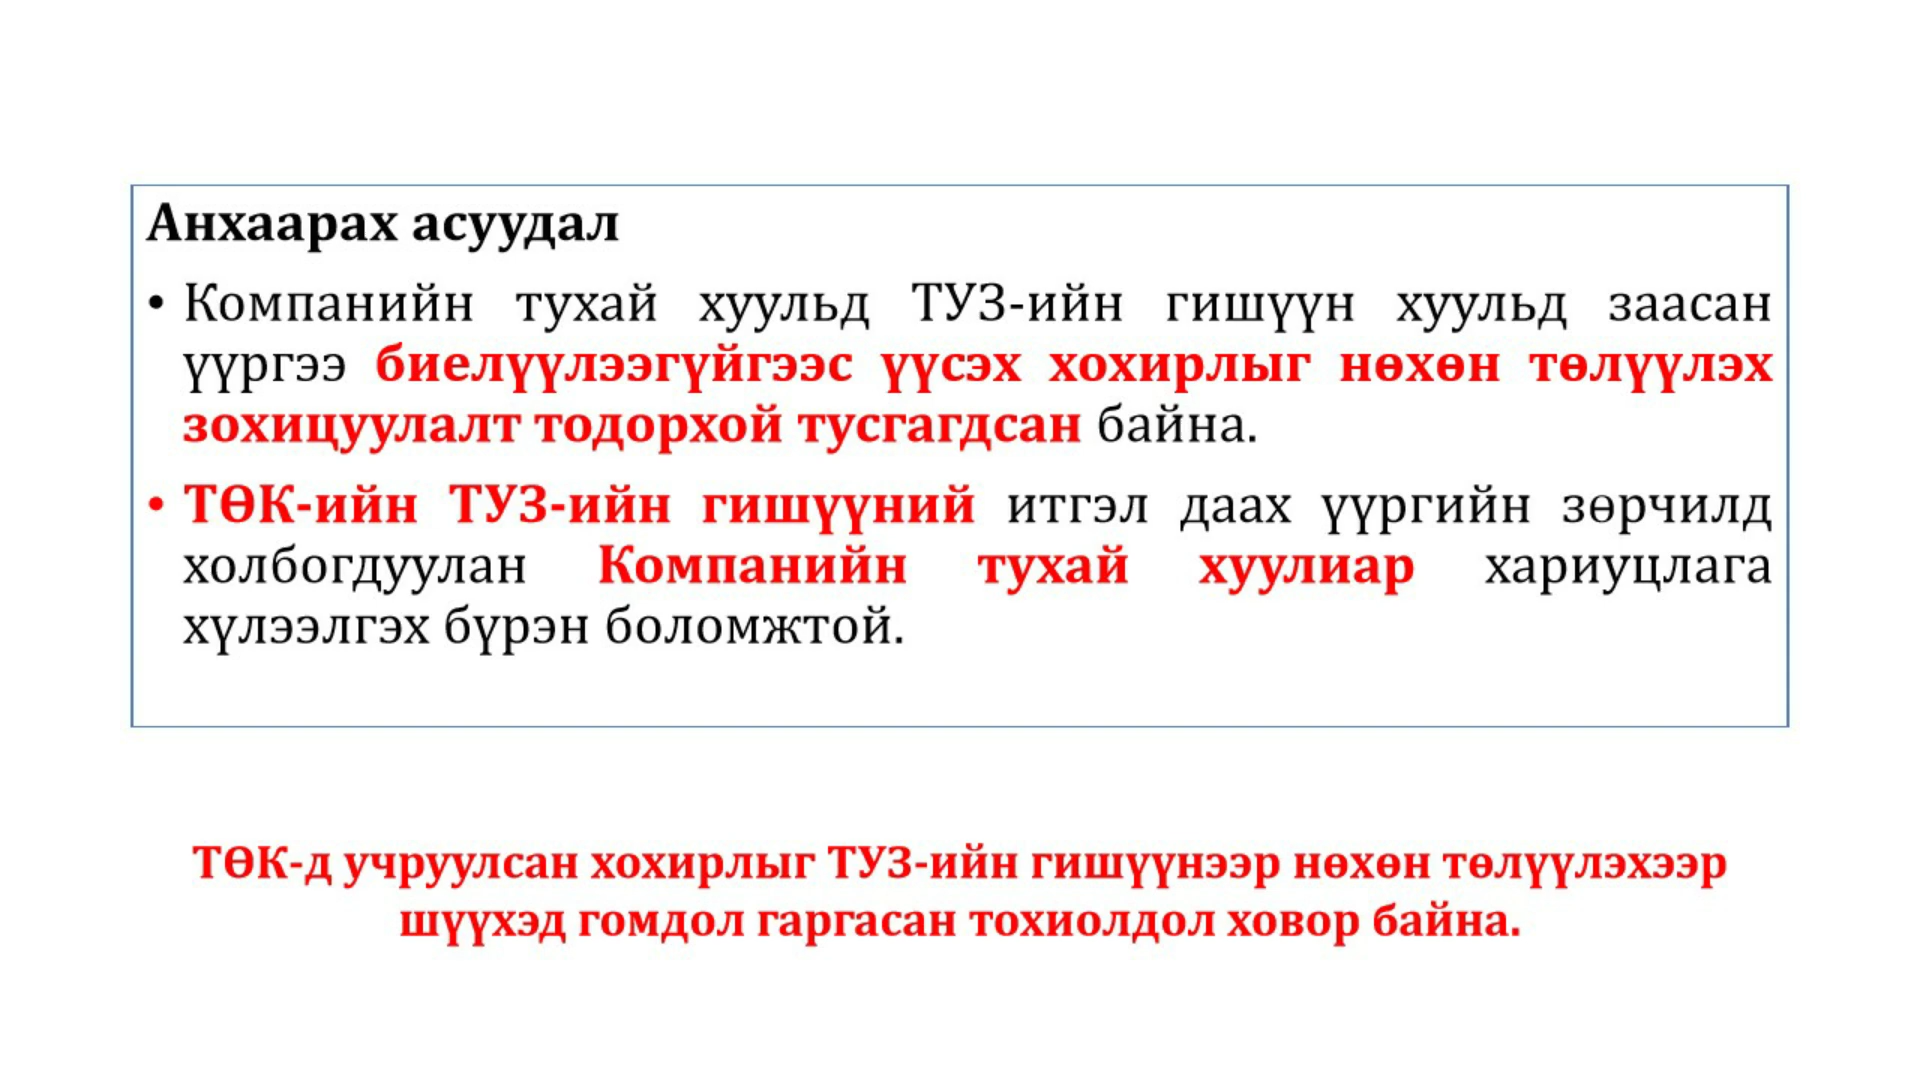 Анхаарах асуудал
• Компанийн тухай хуульд ТУЗ-ийн гишүүн хуульд заасан
үүргээ биелүүлээгүйгээс үүсэх хохирлыг нөхөн төлүүлэх
зохицуулалт тодорхой тусгагдсан байна.
• ТӨК-ийн ТУЗ-ийн гишүүний итгэл даах үүргийн зөрчилд
холбогдуулан Компанийн тухай хуулиар хариуцлага
хүлээлгэх бүрэн боломжтой.
ТӨК-д учруулсан хохирлыг ТУЗ-ийн гишүүнээр нөхөн төлүүлэхээр
шүүхэд гомдол гаргасан тохиолдол ховор байна.